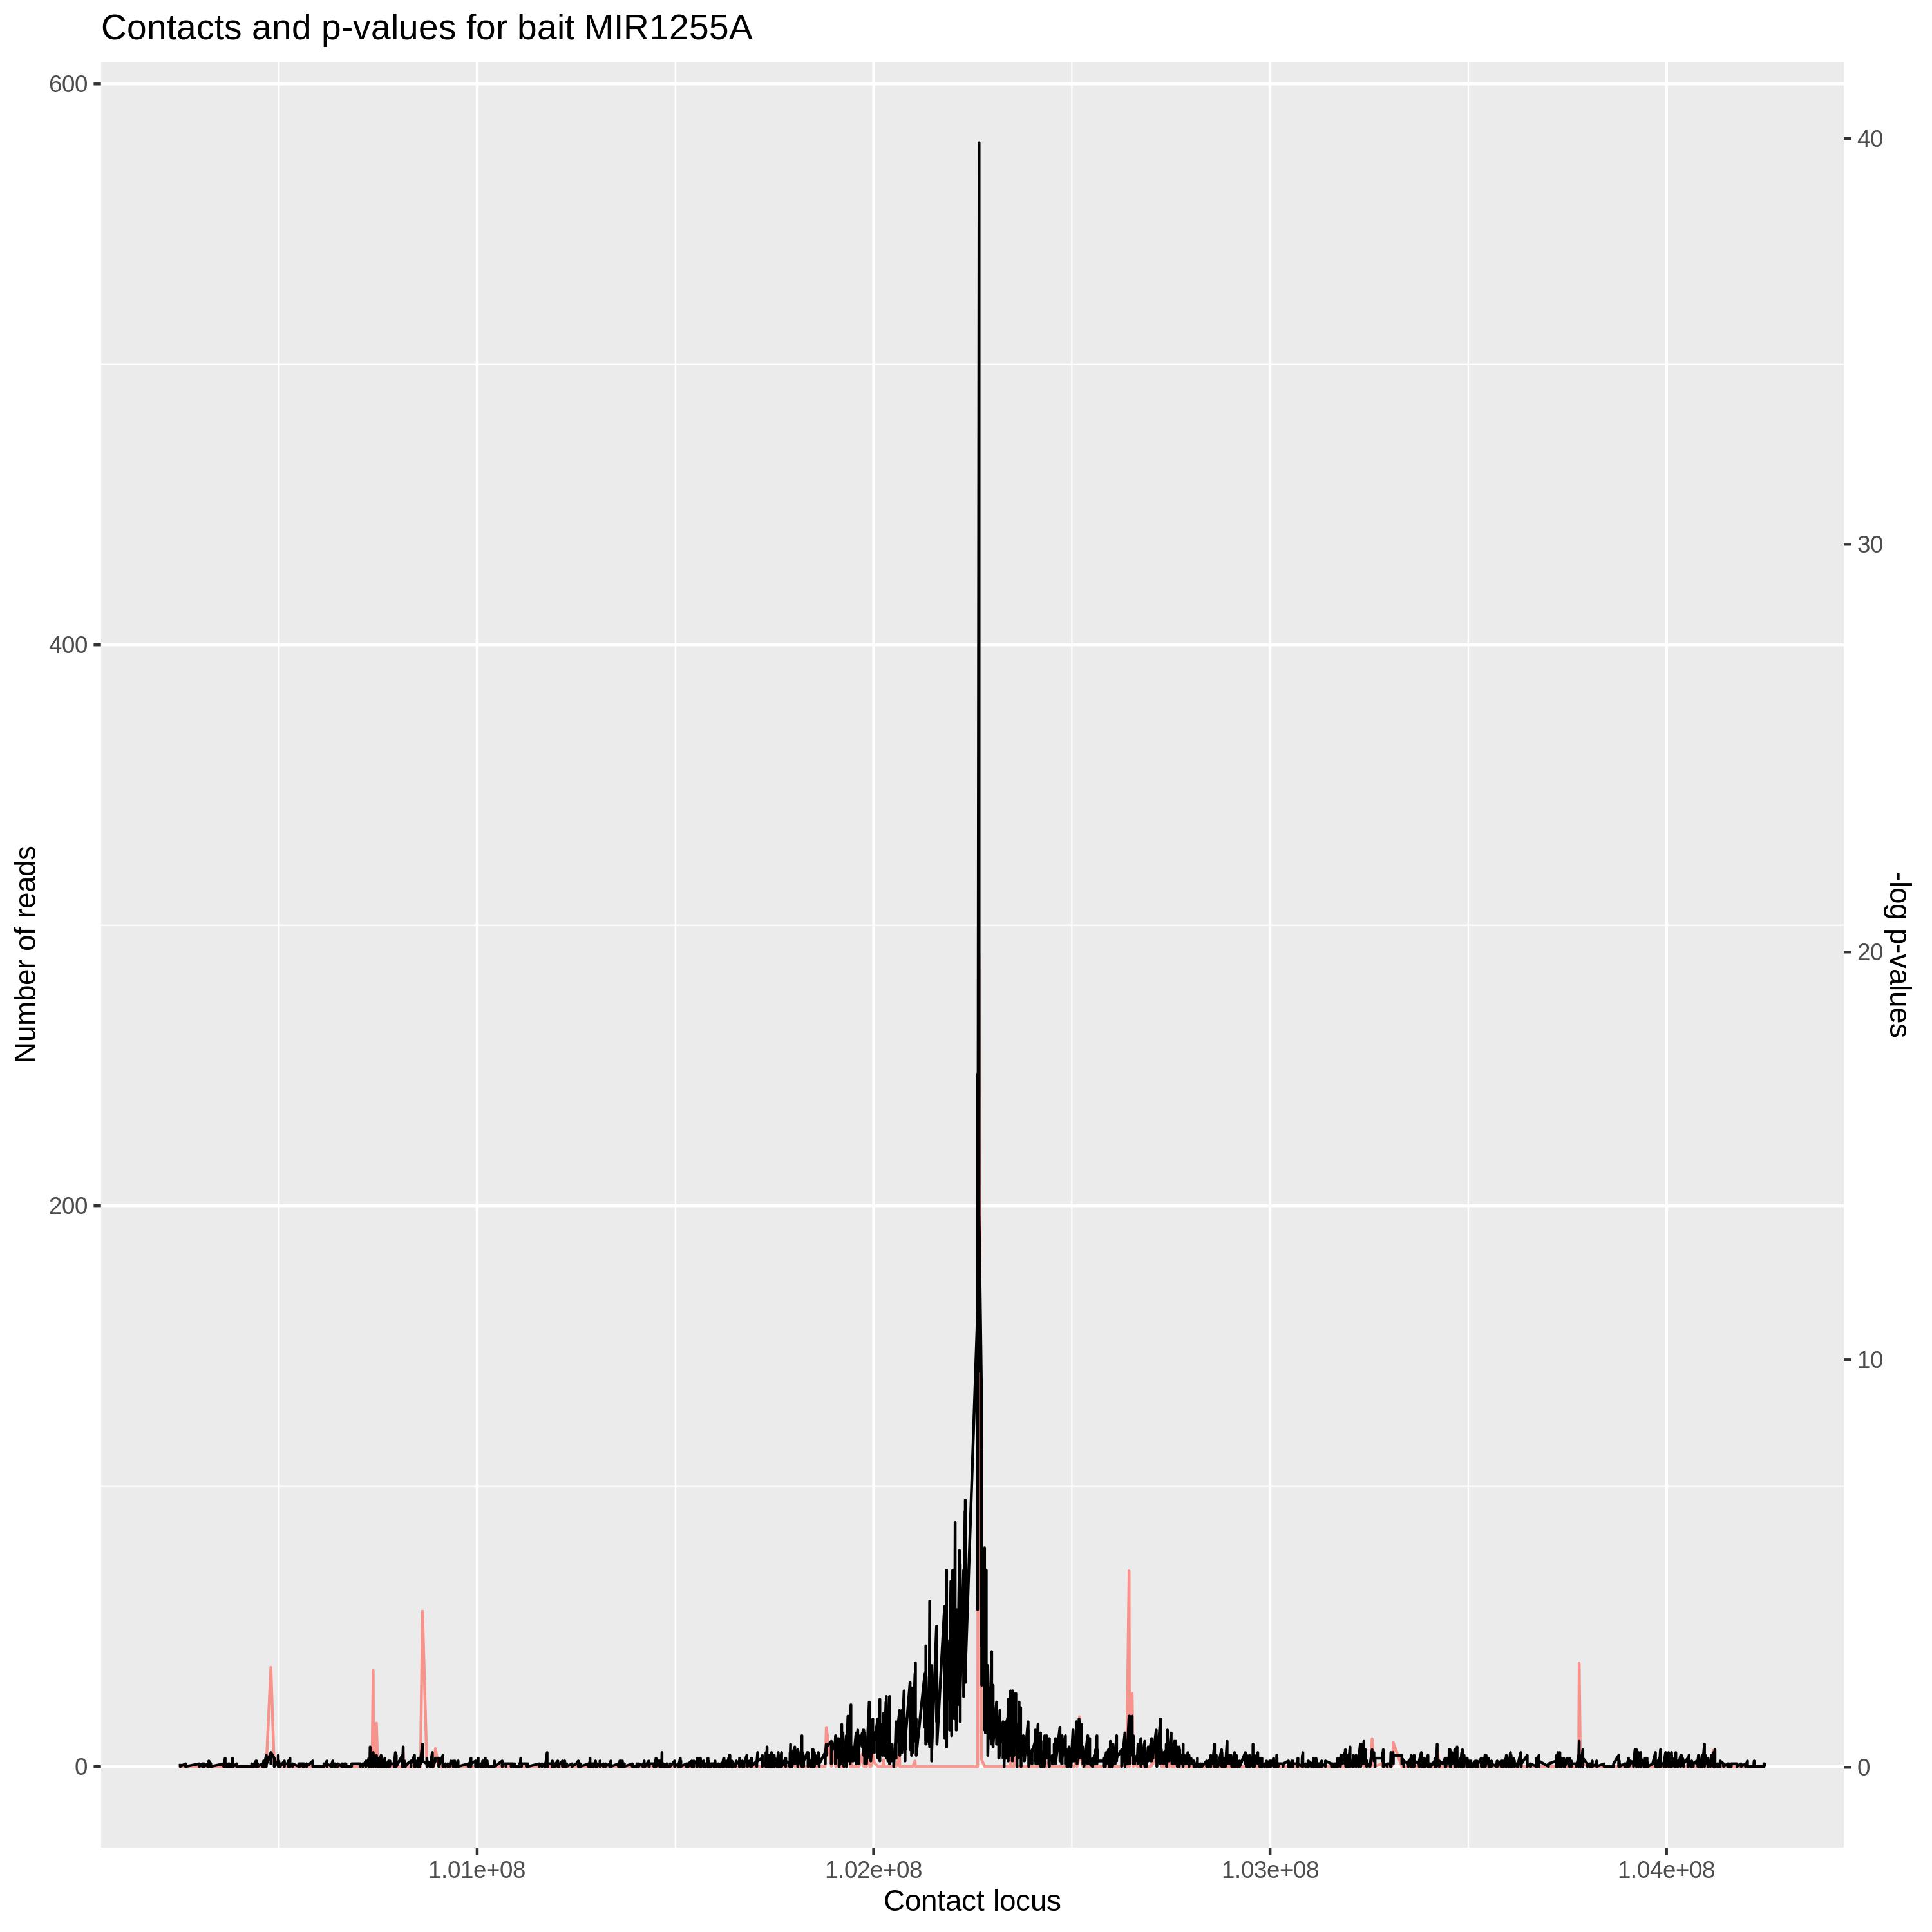 Contacts and p-values for bait MIR1255A
600
400
200
0
Number of reads
40
30
20
10
0
-log p-values
1.01e+08
1.02e+08
1.03e+08
1.04e+08
Contact locus